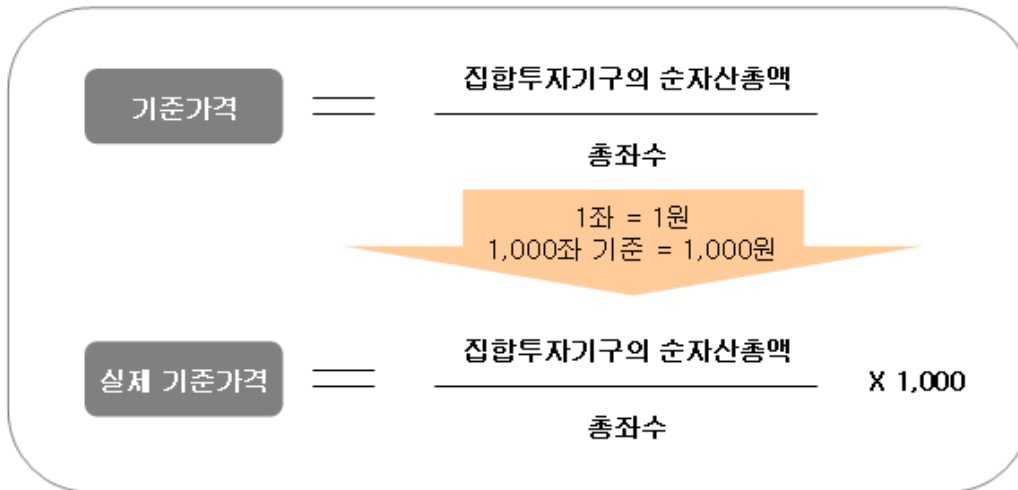 집합투자기구의 순자산총액
기준가격
총좌수
1좌 = 1원
1,000좌 기준 = 1,000원
집합투자기구의 순자산총액
실제 기준가격
X 1,000
총좌수